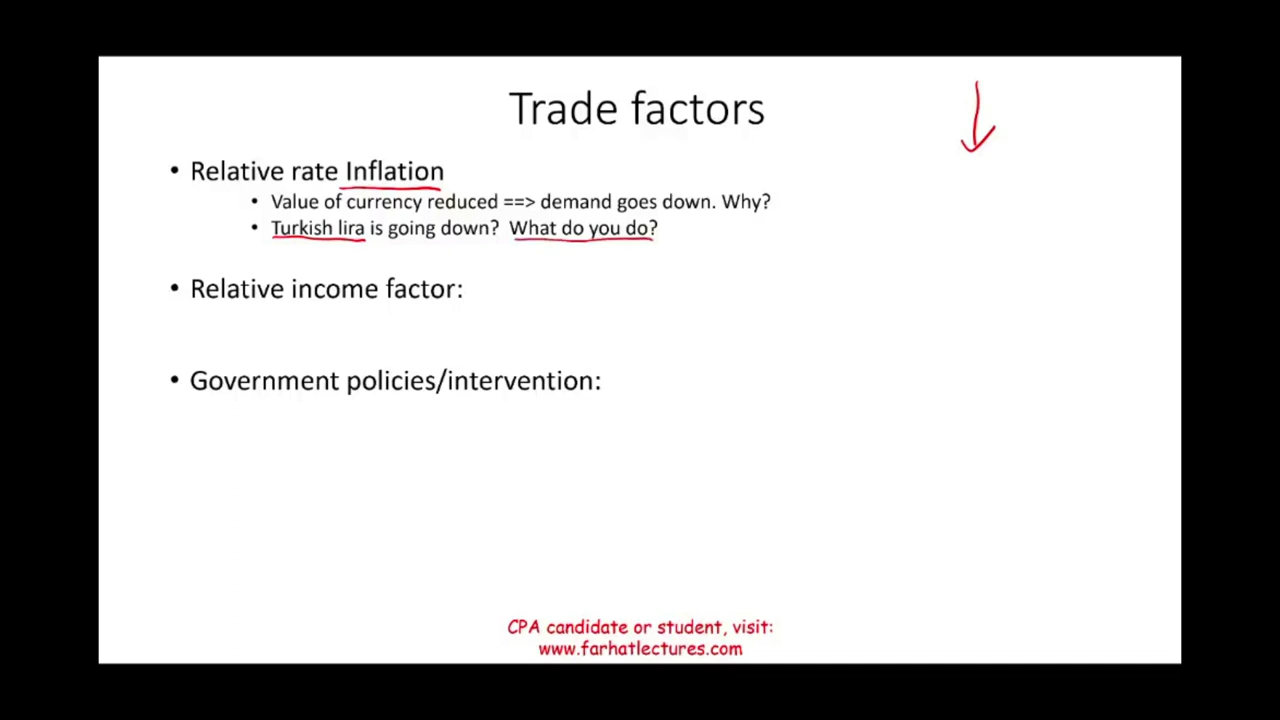 Trade factors
• Relative rate Inflation
• Value of currency reduced ==> demand goes down. Why?
• Turkish lira is going down? What do you do?
• Relative income factor:
• Government policies/intervention:
CPA candidate or student, visit:
www.farhatlectures.com